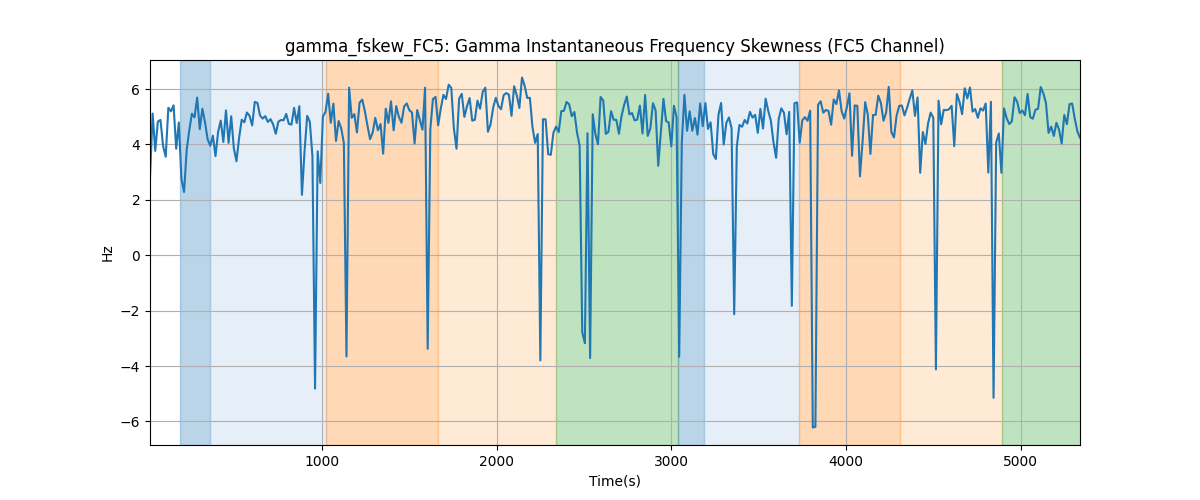 gamma_fskew_FC5: Gamma Instantaneous Frequency Skewness (FC5 Channel)
6
4
2
0
−2
−4
−6
Hz
1000 2000 3000 4000 5000
Time(s)